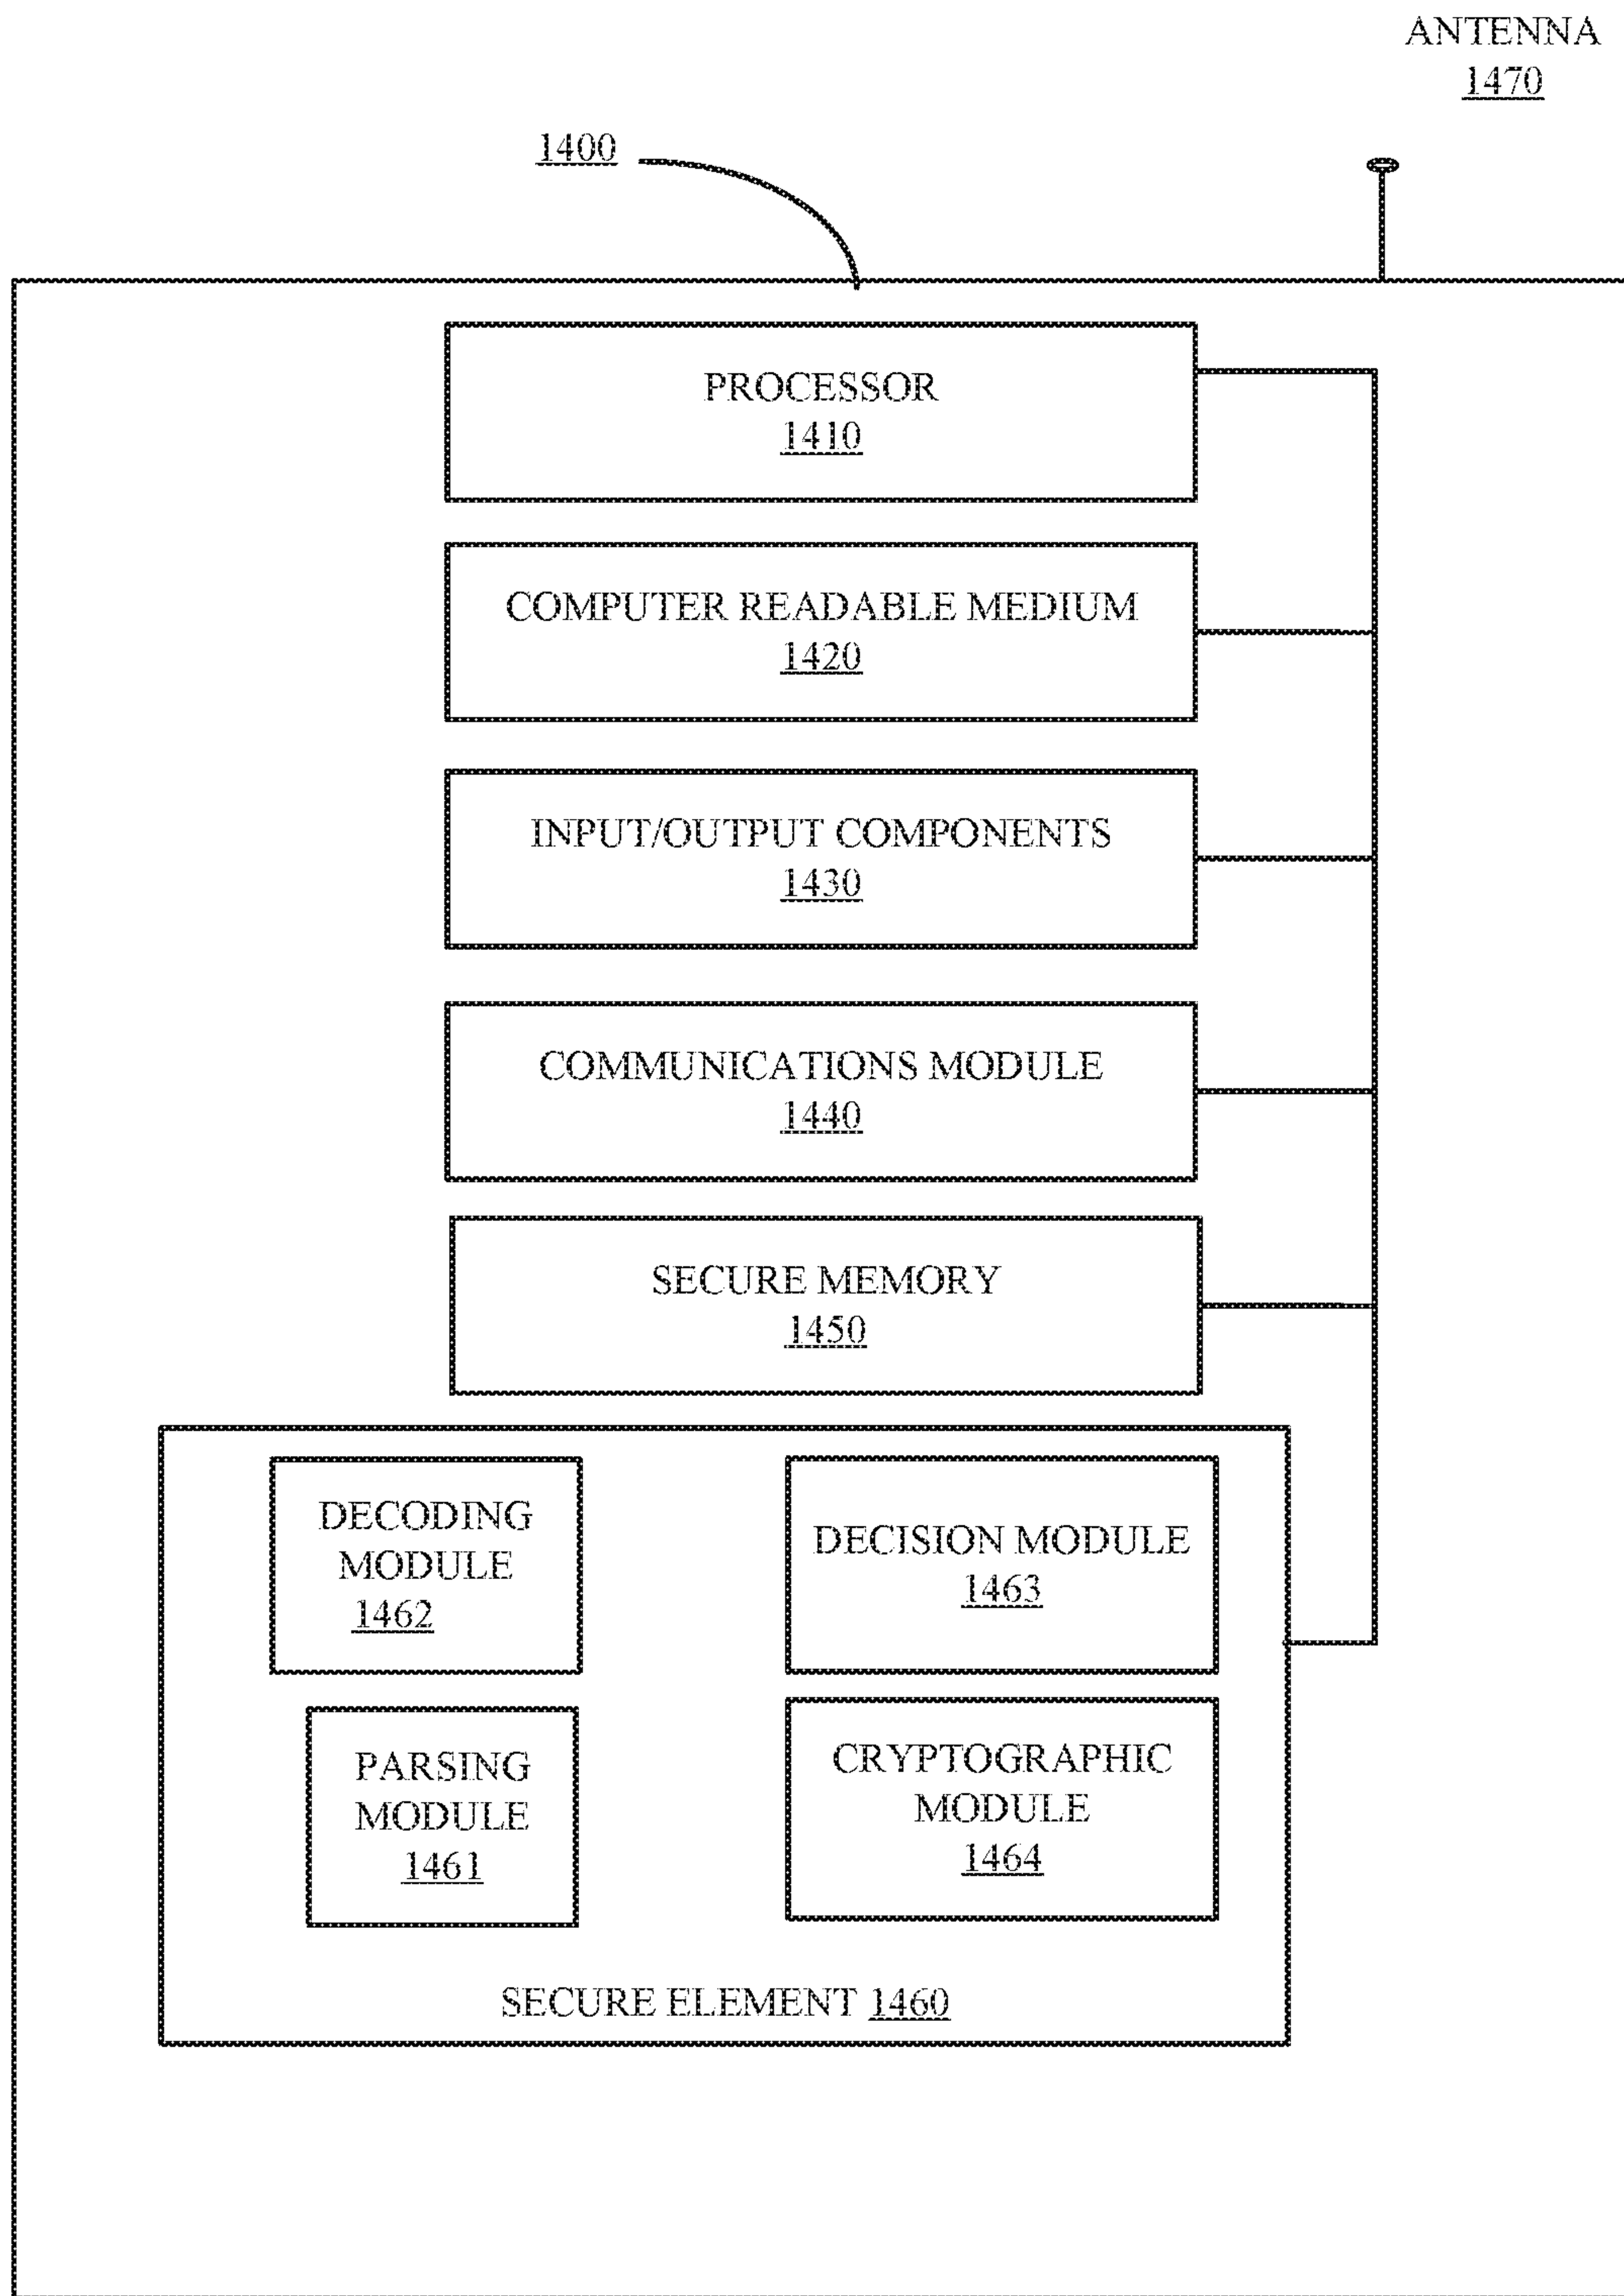 ANTENNA
1470
1400
PROCESSOR
1410
COMPUTER READABLE MEDIUM
1420
INPUT/OUTPUT COMPONENTS
1430
COMMUNICATIONS MODULE
1440
SECURE MEMORY
1450
DECODING
MODULE
1462
DECISION MODULE
1463
PARSING
MODULE
1461
CRYPTOGRAPHIC
MODULE
1464
SECURE ELEMENT 1460